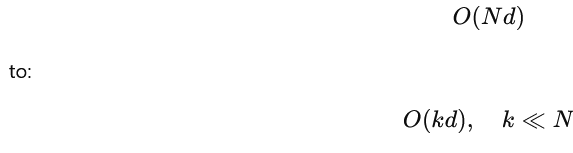 O(Nd)
to:
O(kd), k ≪ N